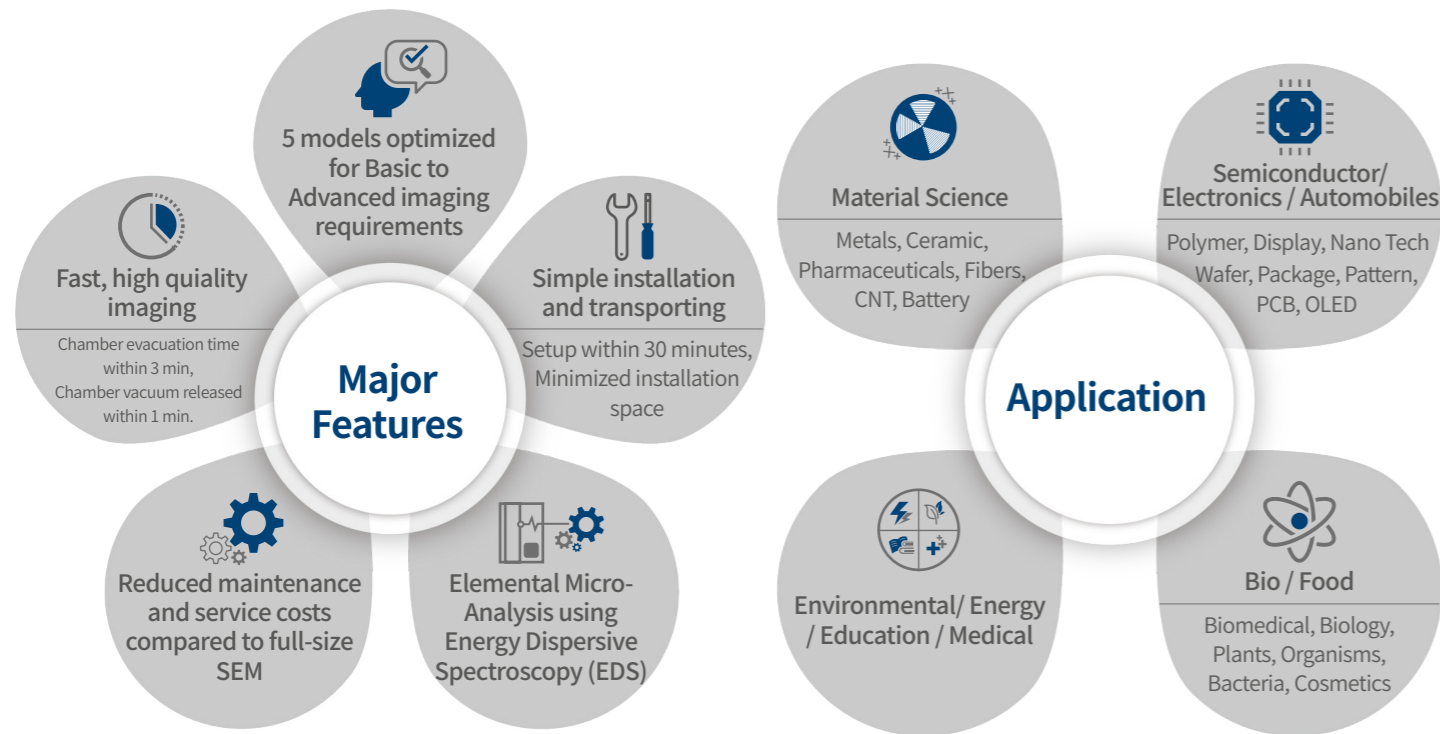 5 models optimized
for Basic to
Advanced imaging
requirements
Fast, high quiality
imaging
Chamber evacuation time
within 3 min,
Chamber vacuum released
within 1 min.
Simple installation
and transporting
Setup within 30 minutes,
Minimized installation
space
Major
Features
Reduced maintenance
and service costs
compared to full-size
SEM
Elemental Micro-
Analysis using
Energy Dispersive
Spectroscopy (EDS)
Material Science
Metals, Ceramic,
Pharmaceuticals, Fibers,
CNT, Battery
Semiconductor/
Electronics / Automobiles
Polymer, Display, Nano Tech
Wafer, Package, Pattern,
PCB, OLED
Application
Environmental/ Energy
/ Education / Medical
Bio / Food
Biomedical, Biology,
Plants, Organisms,
Bacteria, Cosmetics